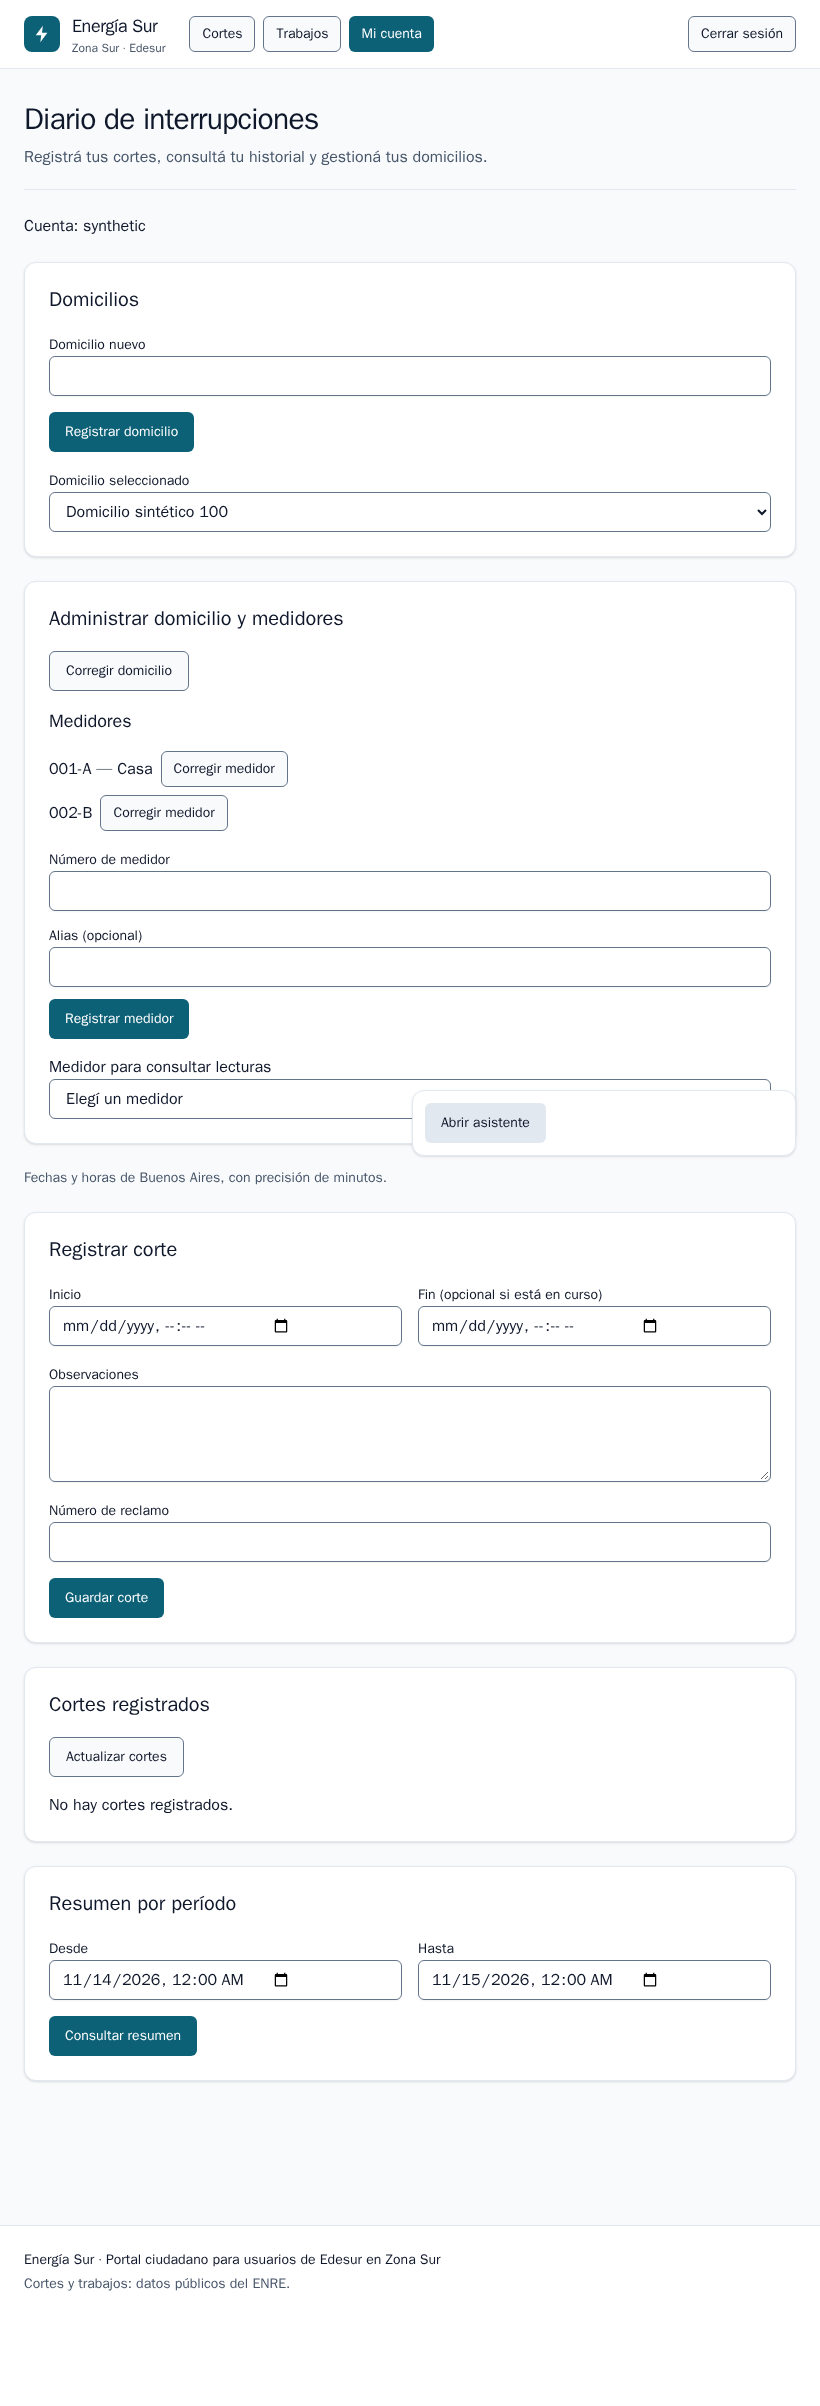 Energía Sur
Zona Sur · Edesur
Cortes
Trabajos
Mi cuenta
Cerrar sesión
Diario de interrupciones
Registrá tus cortes, consultá tu historial y gestioná tus domicilios.
Cuenta: synthetic
Domicilios
Domicilio nuevo
Registrar domicilio
Domicilio seleccionado
Domicilio sintético 100
Administrar domicilio y medidores
Corregir domicilio
Medidores
001-A — Casa Corregir medidor
002-B Corregir medidor
Número de medidor
Alias (opcional)
Registrar medidor
Medidor para consultar lecturas
Elegí un medidor
Abrir asistente
Fechas y horas de Buenos Aires, con precisión de minutos.
Registrar corte
Inicio
Fin (opcional si está en curso)
mm/dd/yyyy, --:-- --
mm/dd/yyyy, --:-- --
Observaciones
Número de reclamo
Guardar corte
Cortes registrados
Actualizar cortes
No hay cortes registrados.
Resumen por período
Desde
Hasta
11/14/2026, 12:00 AM
11/15/2026, 12:00 AM
Consultar resumen
Energía Sur · Portal ciudadano para usuarios de Edesur en Zona Sur
Cortes y trabajos: datos públicos del ENRE.